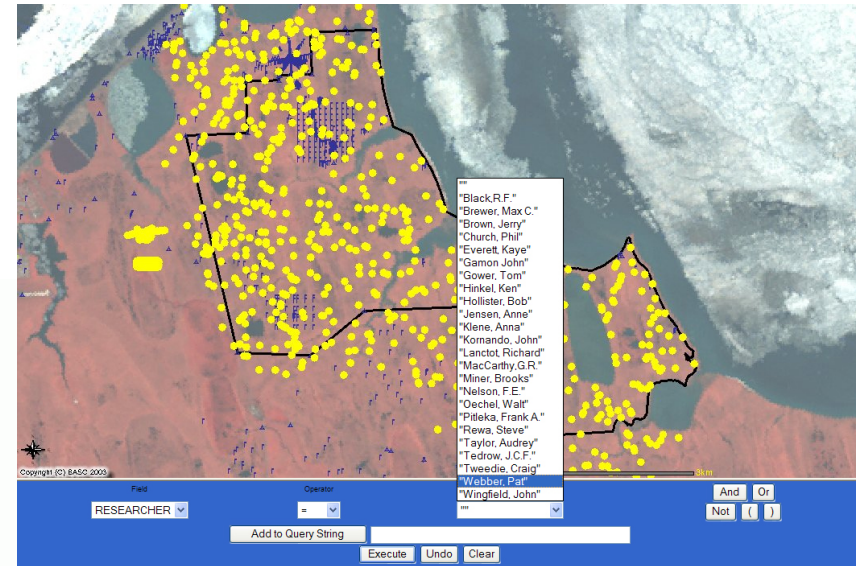 ""
"Black,R.F."
"Brewer, Max C."
"Brown, Jerry"
"Church, Phil"
"Everett, Kaye"
"Gamon John"
"Gower, Tom"
"Hinkel, Ken"
"Hollister, Bob"
"Jensen, Anne"
"Klene, Anna"
"Kornando, John"
"Lanctot, Richard"
"MacCarthy,G.R."
"Miner, Brooks"
"Nelson, F.E."
"Oechel, Walt"
"Pitleka, Frank A."
"Rewa, Steve"
"Taylor, Audrey"
"Tedrow, J.C.F."
"Tweedie, Craig"
"Webber, Pat"
"Wingfield, John"
Copyright (C) BASC 2003
3km
Field
Operator
RESEARCHER
=
""
And Or
Not ( )
Add to Query String
Execute Undo Clear